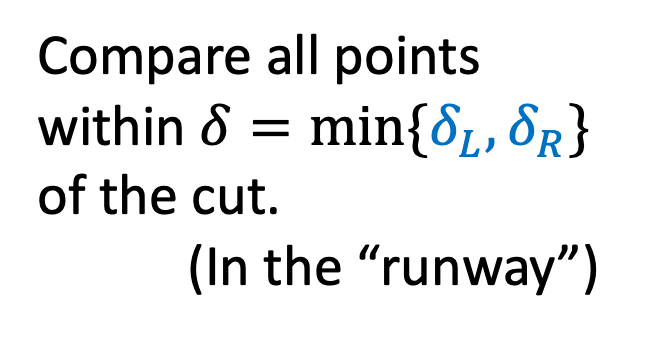 Compare all points
within 𝛿 = min{𝛿_L, 𝛿_R}
of the cut.
(In the “runway”)